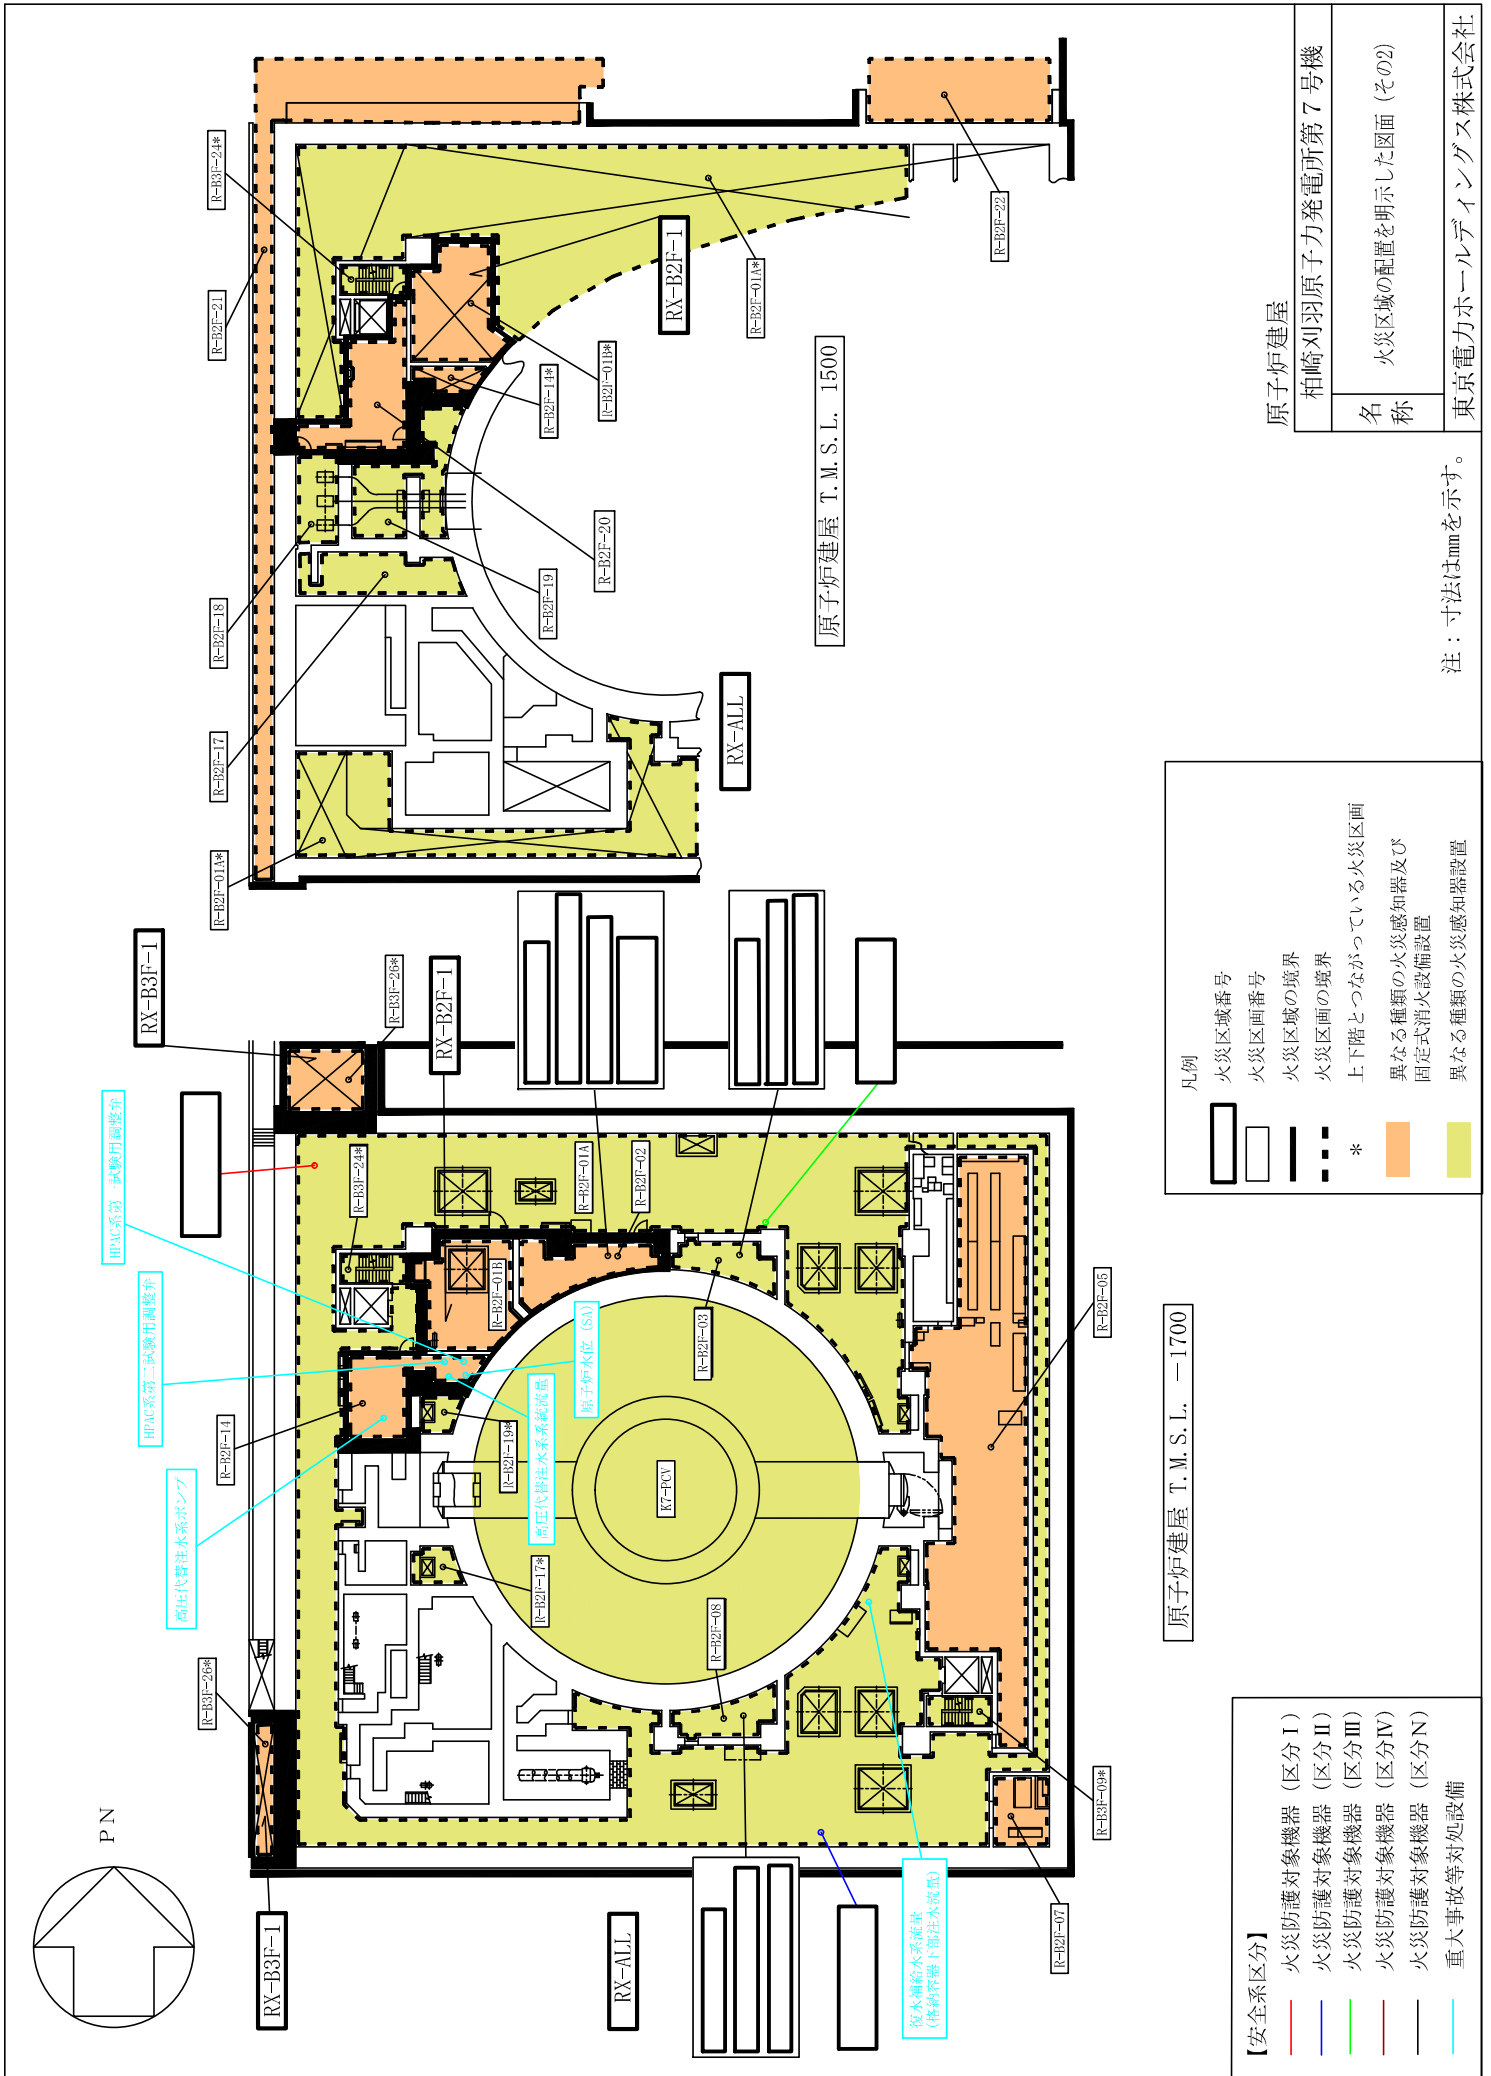 PN
RX-B3F-1
R-B3F-26*
高圧代替注水系ポンプ
R-B2F-14
HPAC系第二試験用調整弁
HPAC系第一試験用調整弁
RX-B3F-1
R-B3F-26*
RX-B2F-1
R-B3F-24*
R-B2F-01A
R-B2F-02
R-B2F-01B
原子炉水位 (SA)
高圧代替注水系系統流量
R-B2F-19*
R-B2F-17*
R-B2F-03
K7-PCV
R-B2F-08
RX-ALL
復水補給水系流量
(格納容器下部注水流量)
R-B2F-05
R-B3F-09*
R-B2F-07
原子炉建屋 T.M.S.L. -1700
R-B2F-01A*
R-B2F-17
R-B2F-18
R-B2F-21
R-B3F-24*
RX-B2F-1
R-B2F-01A*
R-B2F-01B*
R-B2F-14*
R-B2F-20
R-B2F-19
RX-ALL
R-B2F-22
原子炉建屋 T.M.S.L. 1500
【安全系区分】
火災防護対象機器 (区分Ⅰ)
火災防護対象機器 (区分Ⅱ)
火災防護対象機器 (区分Ⅲ)
火災防護対象機器 (区分Ⅳ)
火災防護対象機器 (区分N)
重大事故等対処設備
凡例
火災区域番号
火災区画番号
火災区域の境界
火災区画の境界
* 上下階とつながっている火災区画
異なる種類の火災感知器及び
固定式消火設備設置
異なる種類の火災感知器設置
注：寸法はmmを示す。
原子炉建屋
柏崎刈羽原子力発電所第7号機
名称 火災区域の配置を明示した図面 (その2)
東京電力ホールディングス株式会社